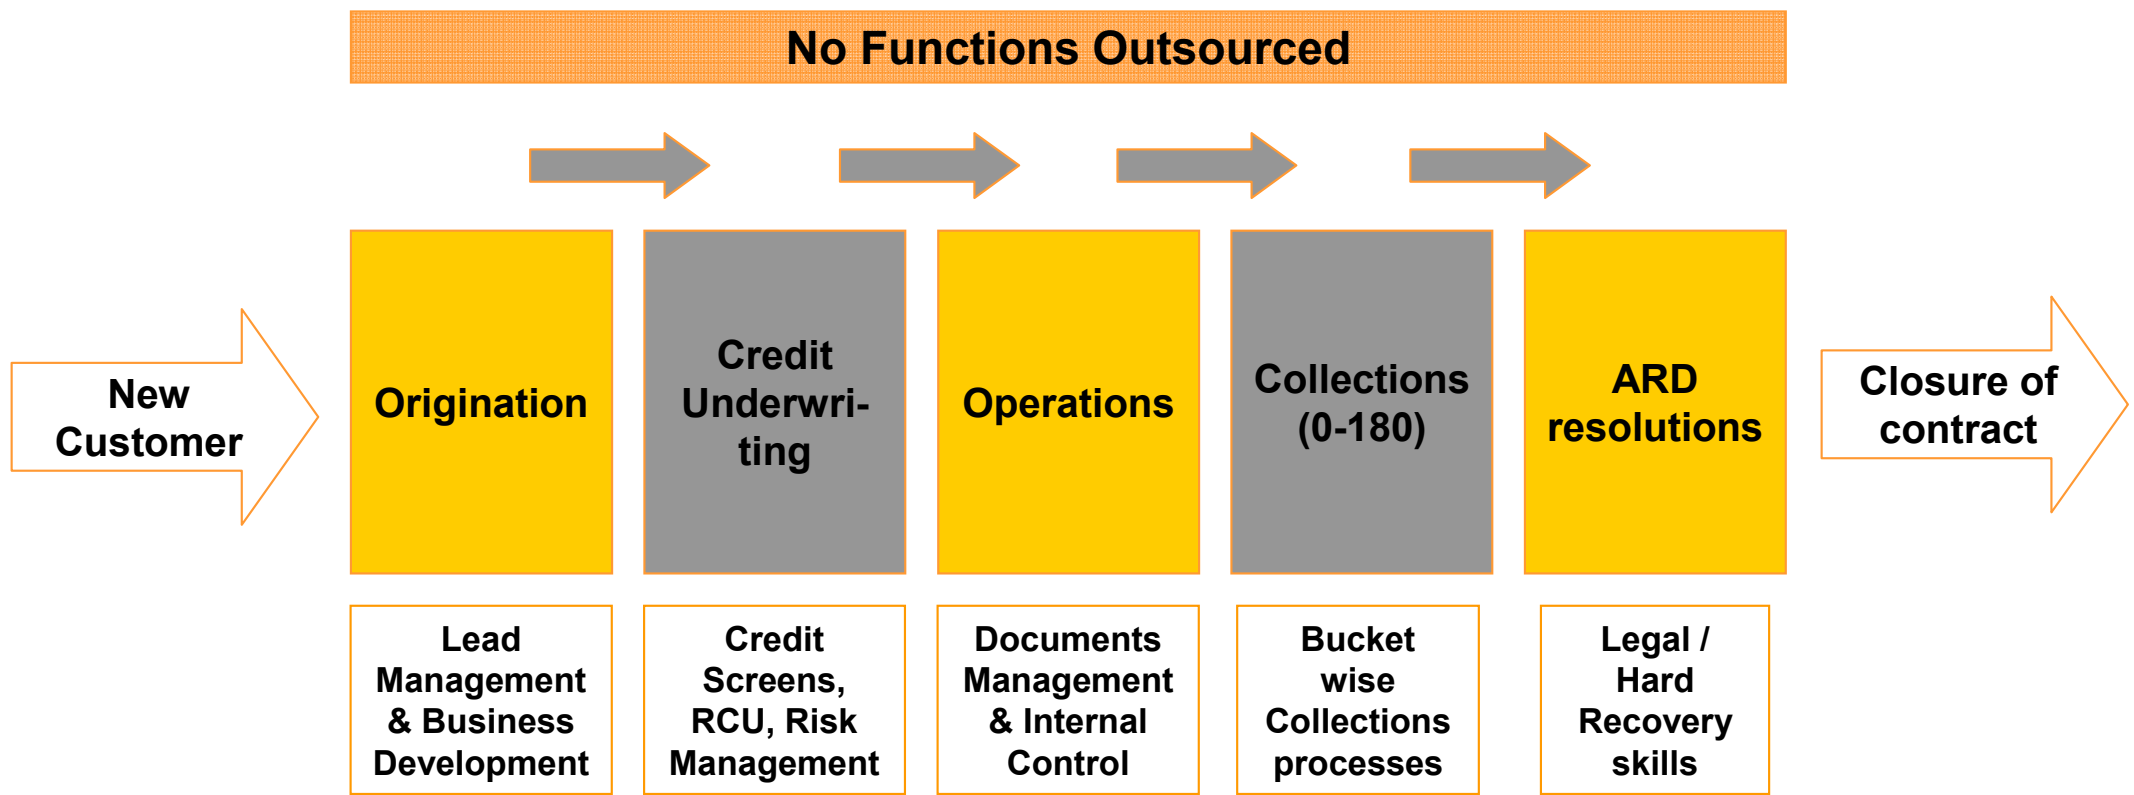 No Functions Outsourced
New
Customer
Origination
Credit
Underwri-
ting
Operations
Collections
(0-180)
ARD
resolutions
Closure of
contract
Lead
Management
& Business
Development
Credit
Screens,
RCU, Risk
Management
Documents
Management
& Internal
Control
Bucket
wise
Collections
processes
Legal /
Hard
Recovery
skills